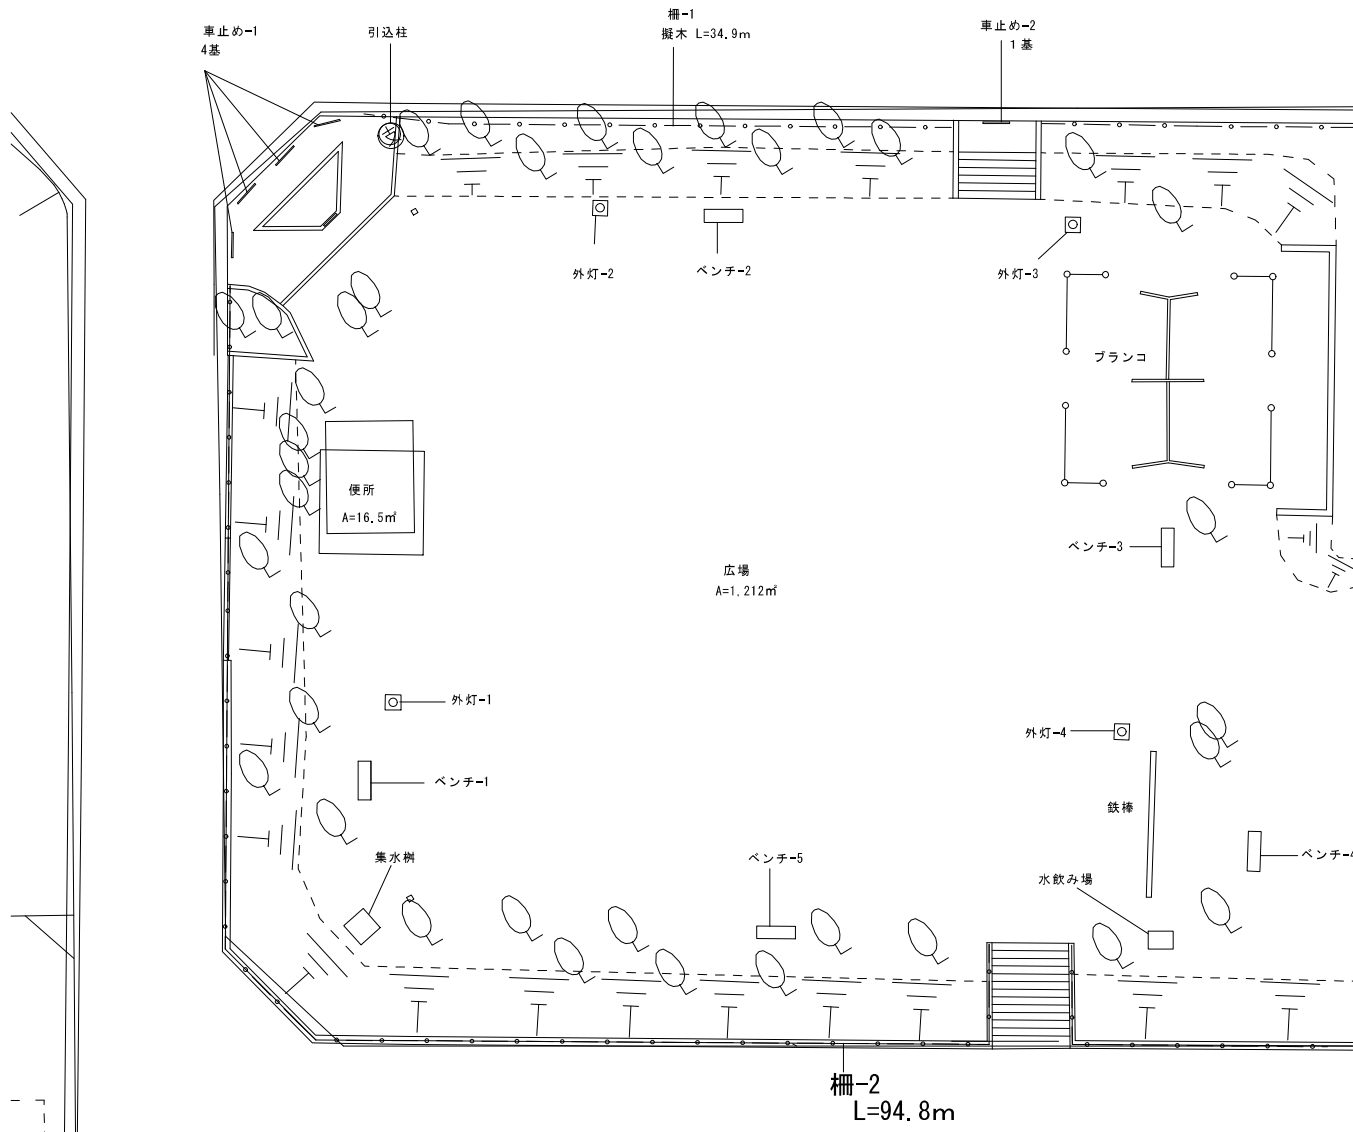 車止め-1
4基
引込柱
柵-1
擬木 L=34.9m
車止め-2
1基
外灯-2
ベンチ-2
外灯-3
ブランコ
便所
A=16.5㎡
ベンチ-3
広場
A=1,212㎡
外灯-1
外灯-4
ベンチ-1
鉄棒
集水桝
ベンチ-5
ベンチ-4
水飲み場
柵-2
L=94.8m